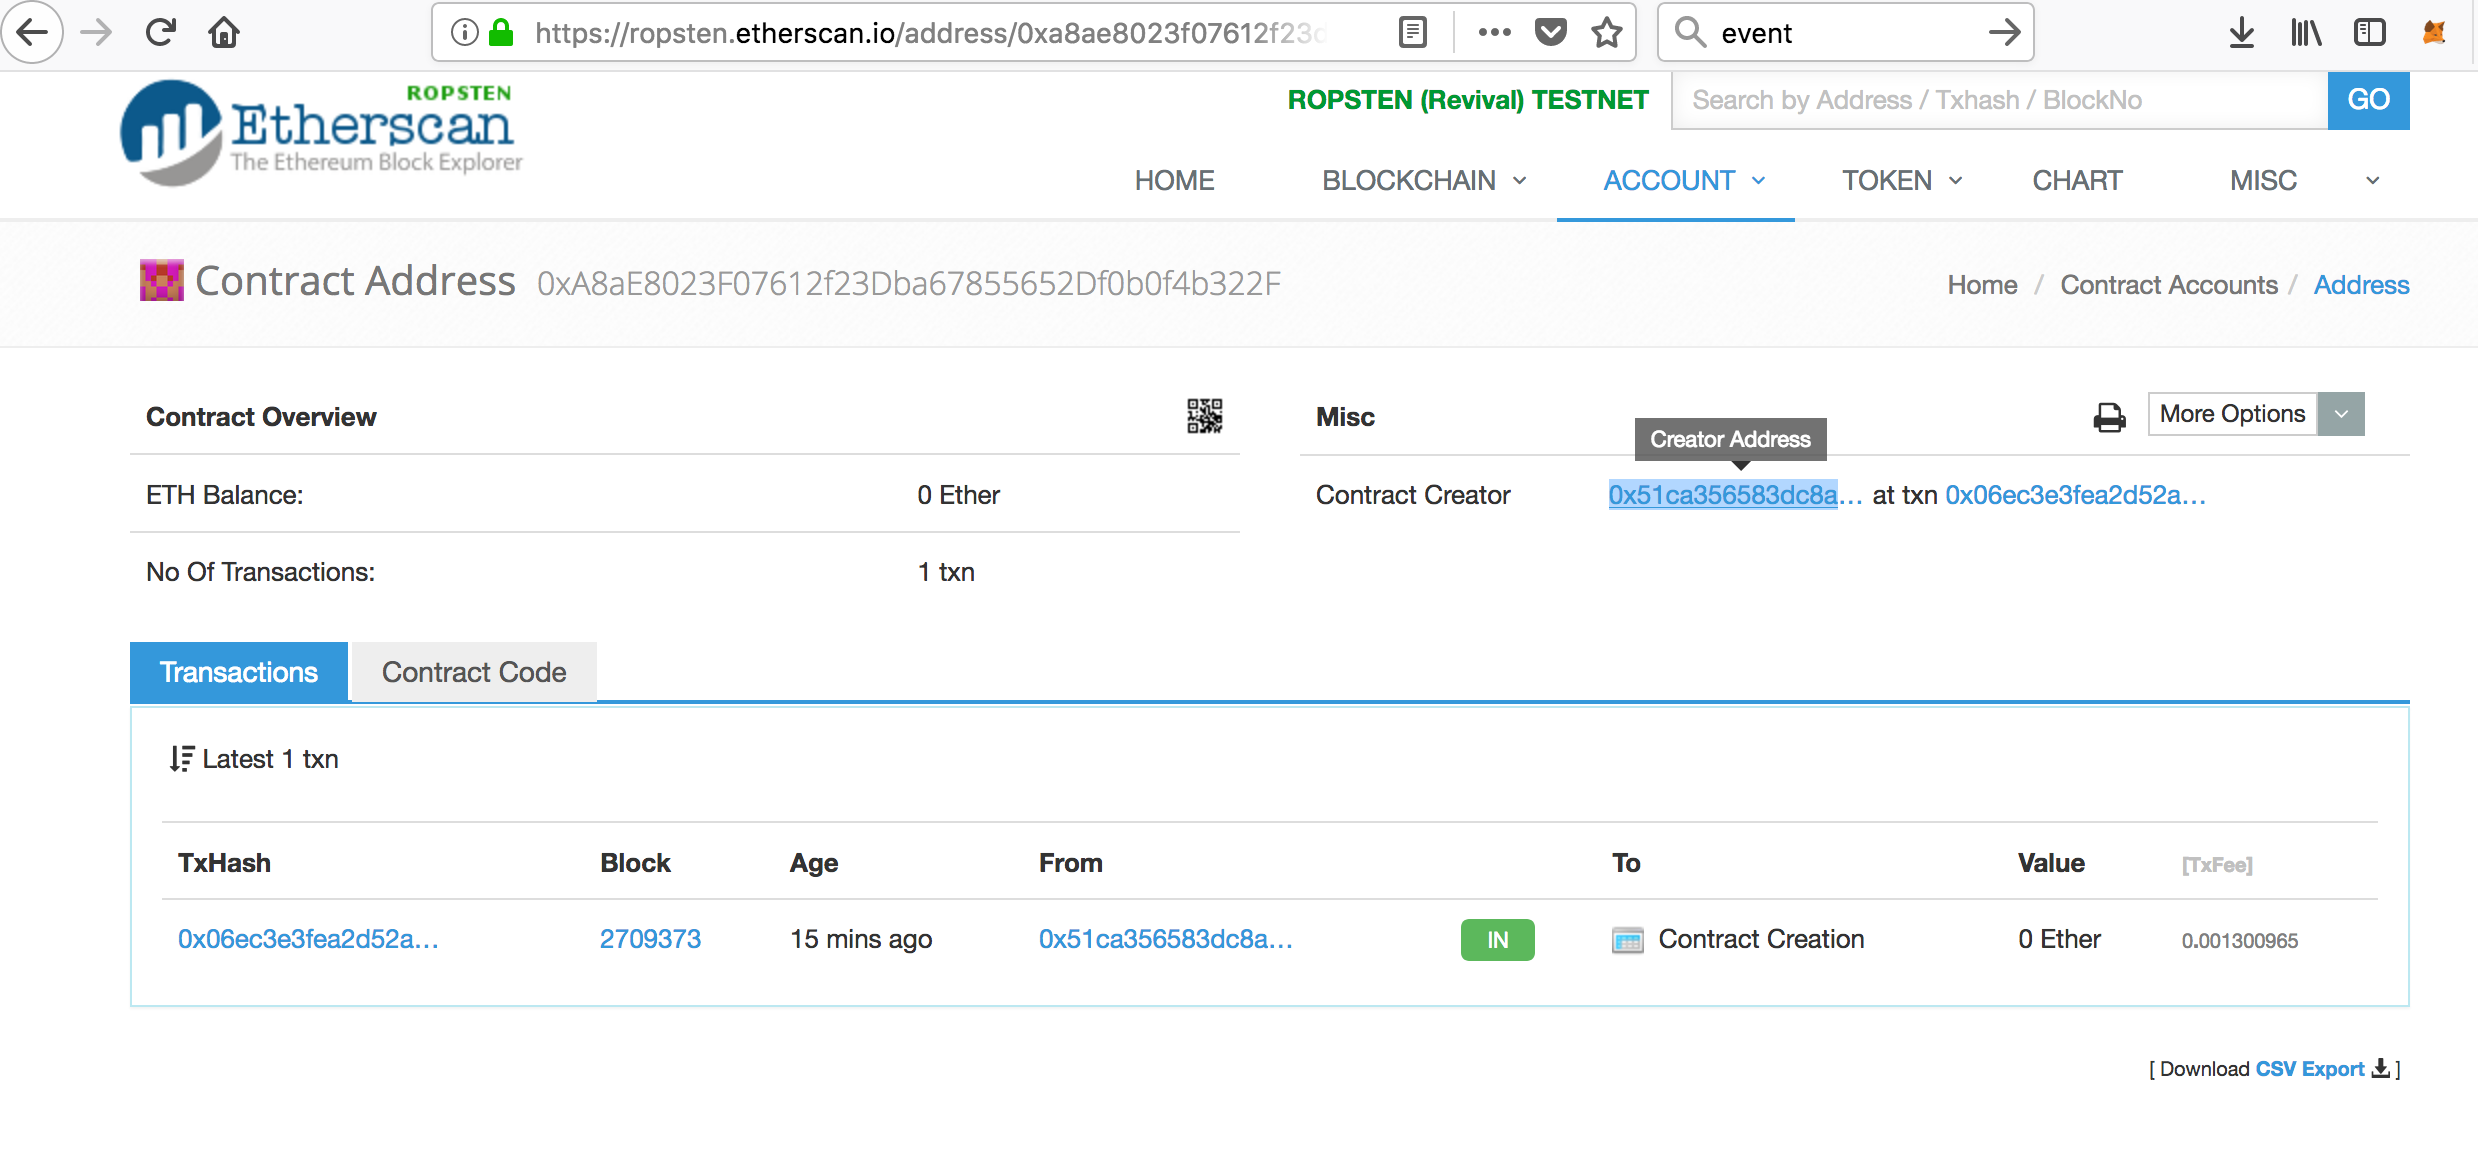 https://ropsten.etherscan.io/address/0xa8ae8023f07612f23d
event
ROPSTEN
Etherscan
The Ethereum Block Explorer
ROPSTEN (Revival) TESTNET
Search by Address / Txhash / BlockNo
GO
HOME
BLOCKCHAIN
ACCOUNT
TOKEN
CHART
MISC
Contract Address 0xA8aE8023F07612f23Dba67855652Df0b0f4b322F
Home / Contract Accounts / Address
Contract Overview
ETH Balance: 0 Ether
No Of Transactions: 1 txn
Misc
More Options
Creator Address
Contract Creator 0x51ca356583dc8a... at txn 0x06ec3e3fea2d52a...
Transactions
Contract Code
Latest 1 txn
TxHash Block Age From To Value [TxFee]
0x06ec3e3fea2d52a... 2709373 15 mins ago 0x51ca356583dc8a... IN Contract Creation 0 Ether 0.001300965
[ Download CSV Export ]